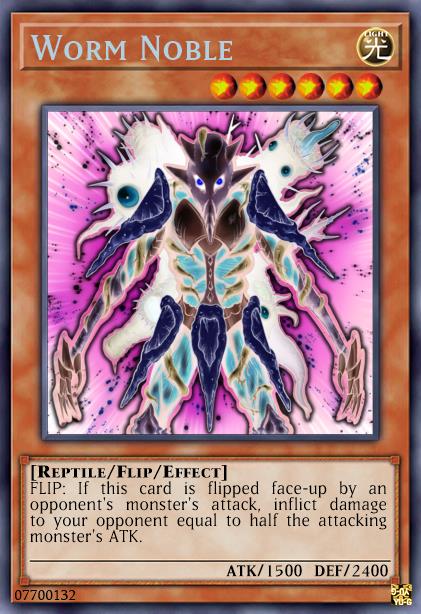 WORM NOBLE
LIGHT
光
[REPTILE/FLIP/EFFECT]
FLIP: If this card is flipped face-up by an
opponent's monster's attack, inflict damage
to your opponent equal to half the attacking
monster's ATK.
ATK/1500 DEF/2400
07700132